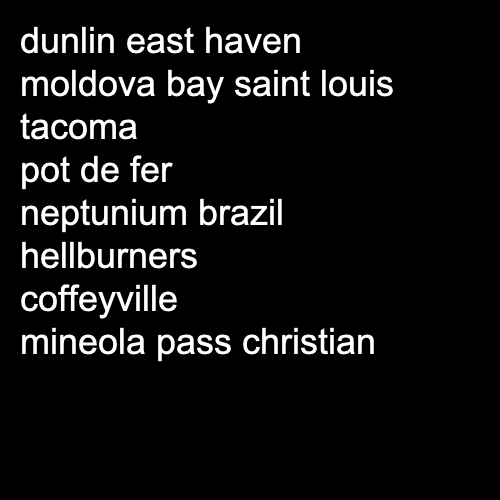 dunlin east haven
moldova bay saint louis
tacoma
pot de fer
neptunium brazil
hellburners
coffeyville
mineola pass christian